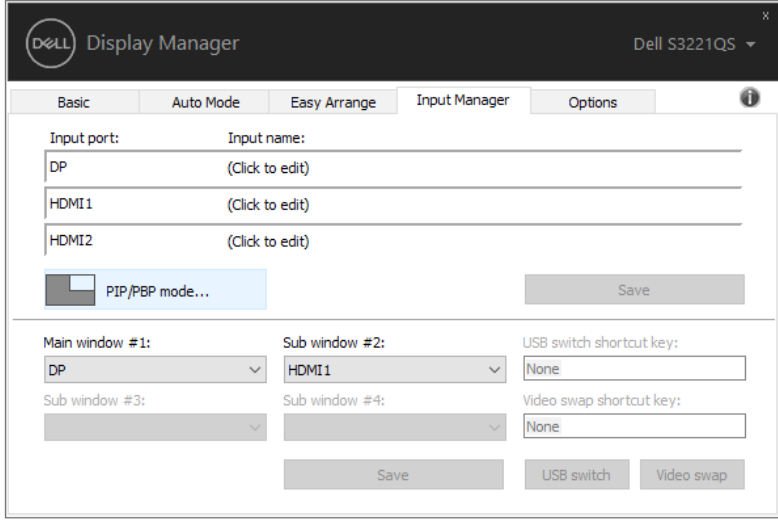 x
DELL Display Manager Dell S3221QS
Basic Auto Mode Easy Arrange Input Manager Options i
Input port: Input name:
DP (Click to edit)
HDMI1 (Click to edit)
HDMI2 (Click to edit)
PIP/PBP mode... Save
Main window #1: Sub window #2: USB switch shortcut key:
DP HDMI1 None
Sub window #3: Sub window #4: Video swap shortcut key:
None
Save USB switch Video swap